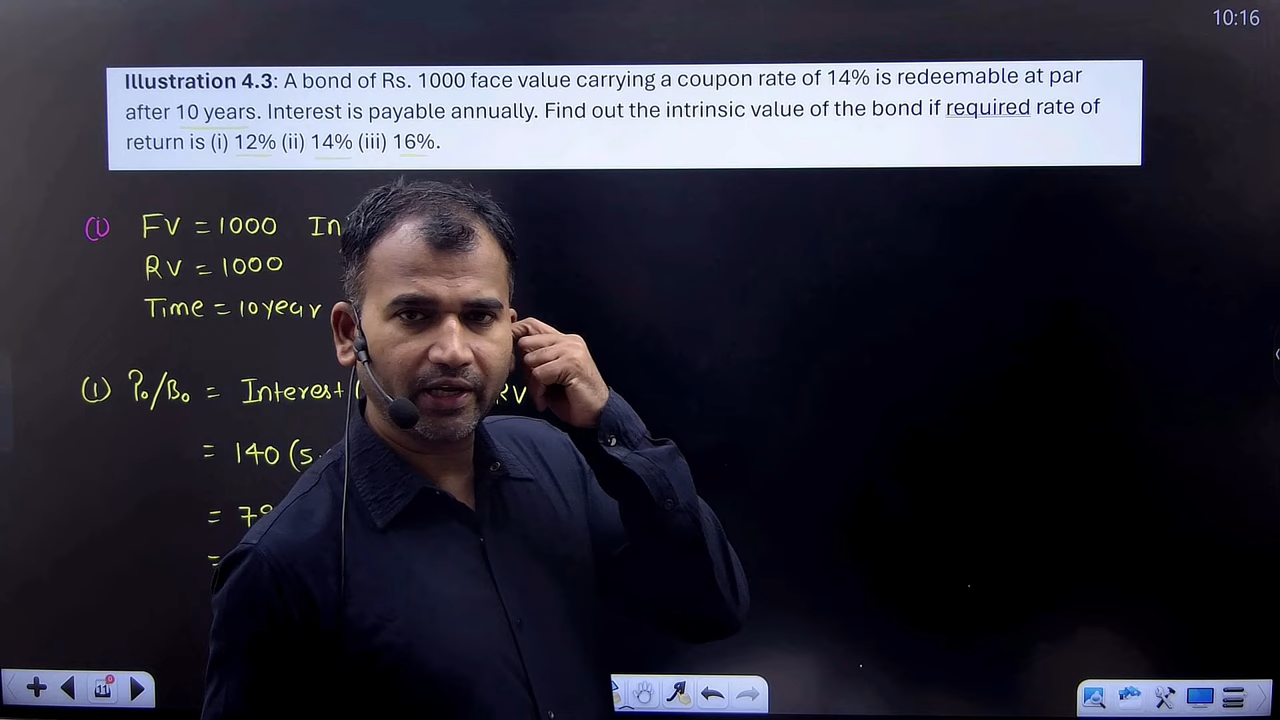 10:16
Illustration 4.3: A bond of Rs. 1000 face value carrying a coupon rate of 14% is redeemable at par
after 10 years. Interest is payable annually. Find out the intrinsic value of the bond if required rate of
return is (i) 12% (ii) 14% (iii) 16%.
(i) FV = 1000 In
RV = 1000
Time = 10 year
(1) P₀/B₀ = Interest ( RV
= 140 (5.
= 79
=
11